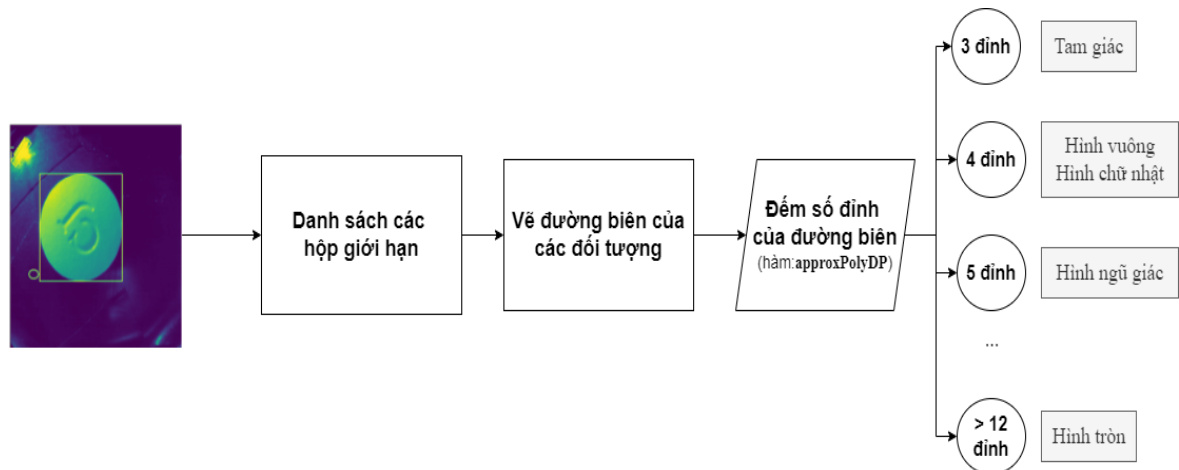 Danh sách các
hộp giới hạn
Vẽ đường biên của
các đối tượng
Đếm số đỉnh
của đường biên
(hàm:approxPolyDP)
3 đỉnh
Tam giác
4 đỉnh
Hình vuông
Hình chữ nhật
5 đỉnh
Hình ngũ giác
...
> 12
đỉnh
Hình tròn